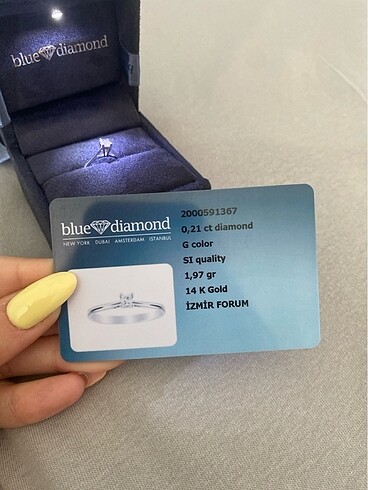 blue diamond
blue diamond
NEW YORK DUBAI AMSTERDAM ISTANBUL
2000591367
0,21 ct diamond
G color
SI quality
1,97 gr
14 K Gold
İZMİR FORUM